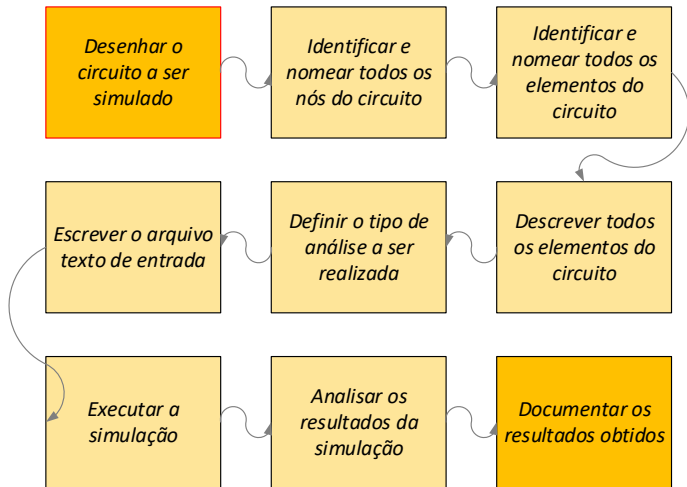 Desenhar o
circuito a ser
simulado
Identificar e
nomear todos os
nós do circuito
Identificar e
nomear todos os
elementos do
circuito
Descrever todos
os elementos do
circuito
Definir o tipo de
análise a ser
realizada
Escrever o arquivo
texto de entrada
Executar a
simulação
Analisar os
resultados da
simulação
Documentar os
resultados obtidos